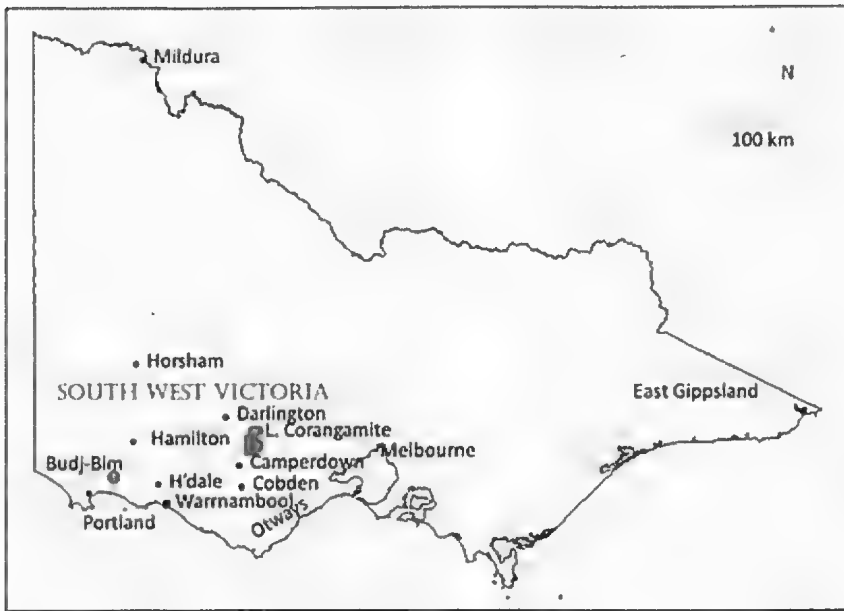 Mildura
N
100 km
Horsham
SOUTH WEST VICTORIA
East Gippsland
Darlington
L. Corangamite
Hamilton
Melbourne
Budj-Bim
Camperdown
H'dale
Cobden
Warrnambool
Portland
Otways